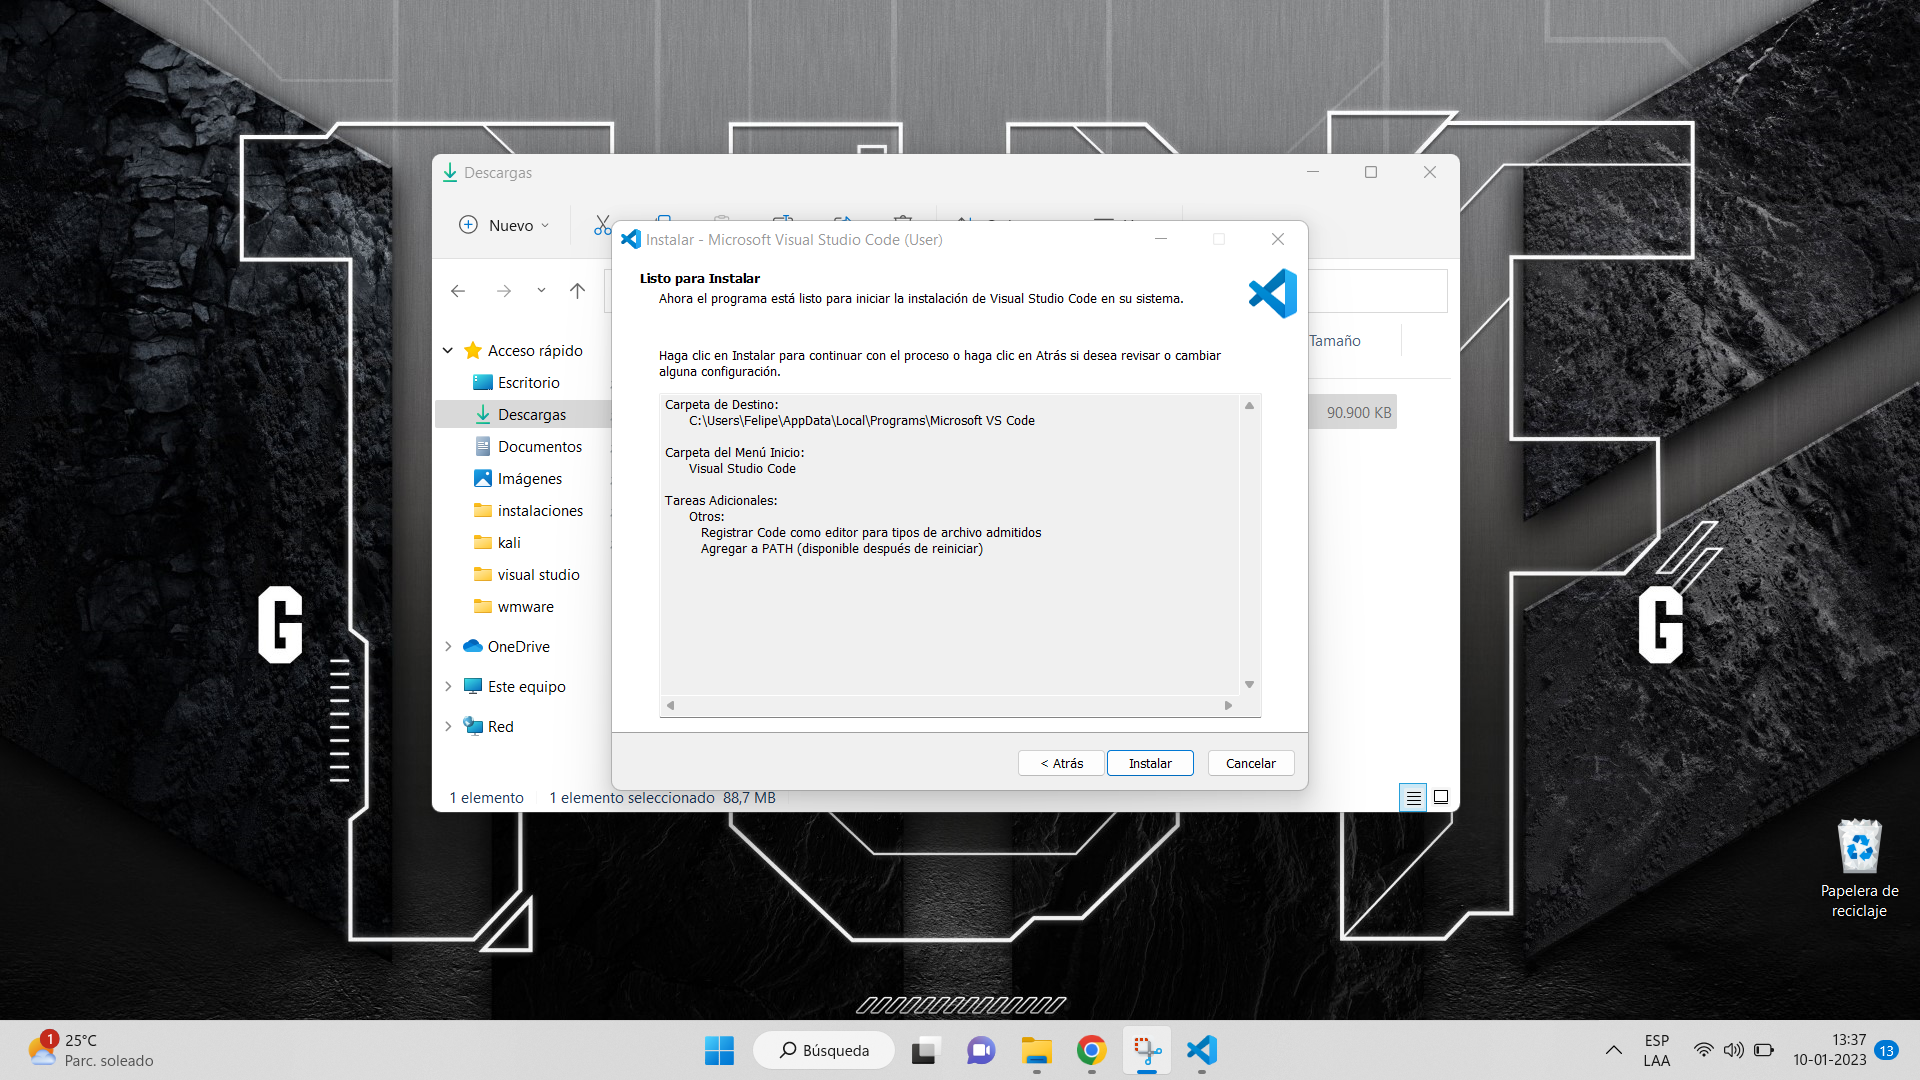 Descargas
Nuevo
Instalar - Microsoft Visual Studio Code (User)
Listo para Instalar
Ahora el programa está listo para iniciar la instalación de Visual Studio Code en su sistema.
Haga clic en Instalar para continuar con el proceso o haga clic en Atrás si desea revisar o cambiar
alguna configuración.
Carpeta de Destino:
C:\Users\Felipe\AppData\Local\Programs\Microsoft VS Code
Carpeta del Menú Inicio:
Visual Studio Code
Tareas Adicionales:
Otros:
Registrar Code como editor para tipos de archivo admitidos
Agregar a PATH (disponible después de reiniciar)
< Atrás
Instalar
Cancelar
Acceso rápido
Escritorio
Descargas
Documentos
Imágenes
instalaciones
kali
visual studio
wmware
OneDrive
Este equipo
Red
Tamaño
90.900 KB
1 elemento
1 elemento seleccionado 88,7 MB
G
G
Papelera de
reciclaje
1
25°C
Parc. soleado
Búsqueda
ESP
LAA
13:37
10-01-2023
13